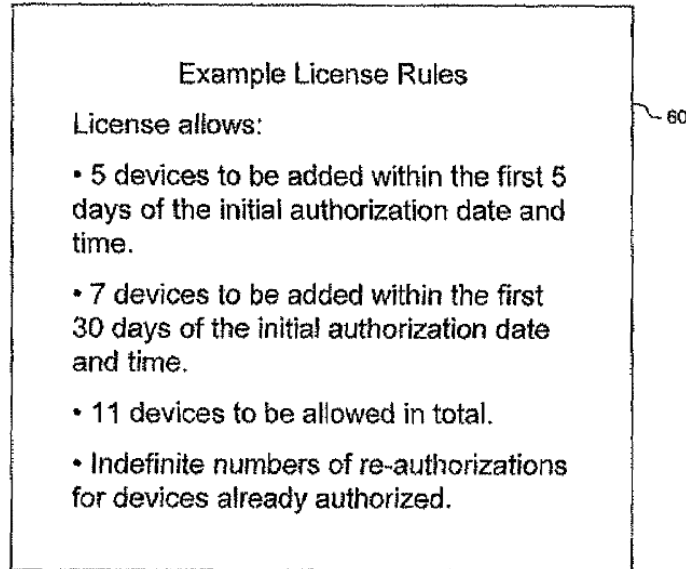 Example License Rules
License allows:
• 5 devices to be added within the first 5
days of the initial authorization date and
time.
• 7 devices to be added within the first
30 days of the initial authorization date
and time.
• 11 devices to be allowed in total.
• Indefinite numbers of re-authorizations
for devices already authorized.
60